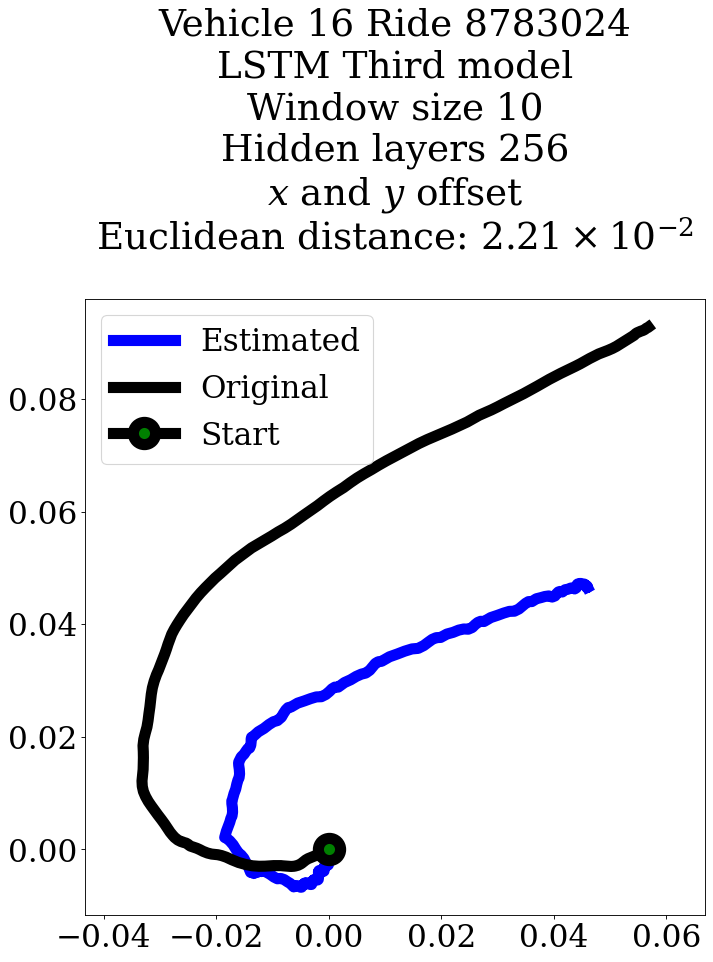 Vehicle 16 Ride 8783024
LSTM Third model
Window size 10
Hidden layers 256
x and y offset
Euclidean distance: 2.21 × 10⁻²
Estimated
Original
Start
0.08
0.06
0.04
0.02
0.00
−0.04 −0.02 0.00 0.02 0.04 0.06